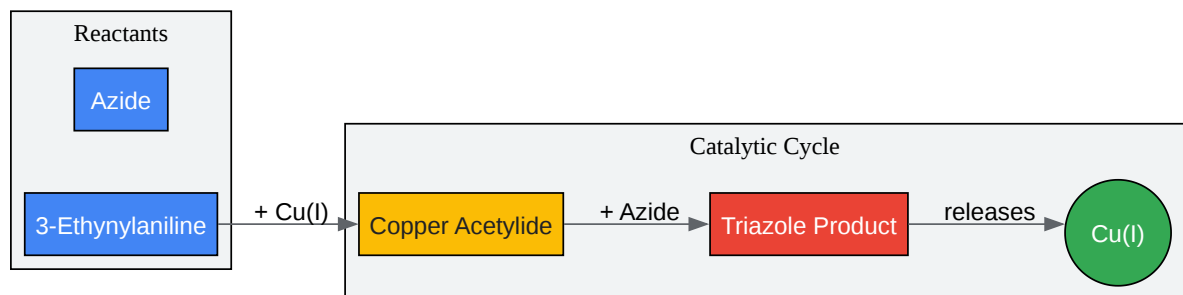 Reactants
Azide
3-Ethynylaniline
+ Cu(I)
Catalytic Cycle
Copper Acetylide
+ Azide
Triazole Product
releases
Cu(I)